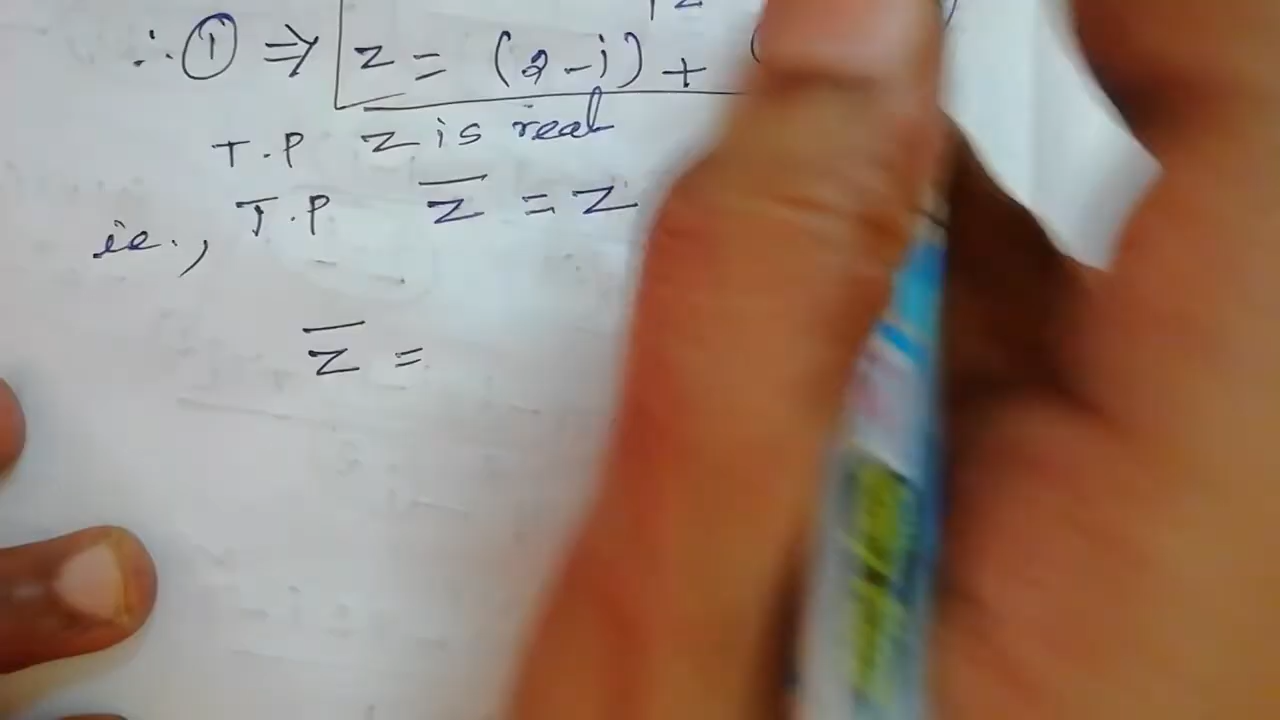 ∴ ① ⇒ z = (2-i) + (
T.P z is real
ie., T.P z̅ = z
z̅ =